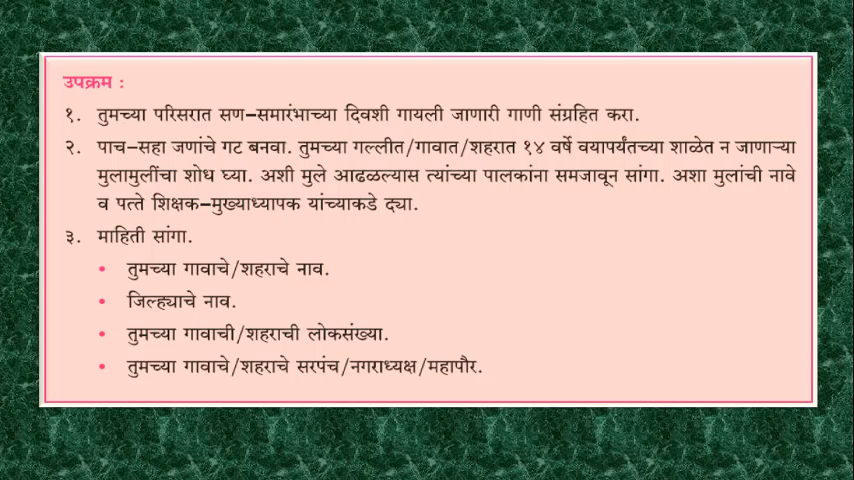 उपक्रम :
१. तुमच्या परिसरात सण–समारंभाच्या दिवशी गायली जाणारी गाणी संग्रहित करा.
२. पाच–सहा जणांचे गट बनवा. तुमच्या गल्लीत/गावात/शहरात १४ वर्षे वयापर्यंतच्या शाळेत न जाणाऱ्या
मुलामुलींचा शोध घ्या. अशी मुले आढळल्यास त्यांच्या पालकांना समजावून सांगा. अशा मुलांची नावे
व पत्ते शिक्षक–मुख्याध्यापक यांच्याकडे द्या.
३. माहिती सांगा.
• तुमच्या गावाचे/शहराचे नाव.
• जिल्ह्याचे नाव.
• तुमच्या गावाची/शहराची लोकसंख्या.
• तुमच्या गावाचे/शहराचे सरपंच/नगराध्यक्ष/महापौर.